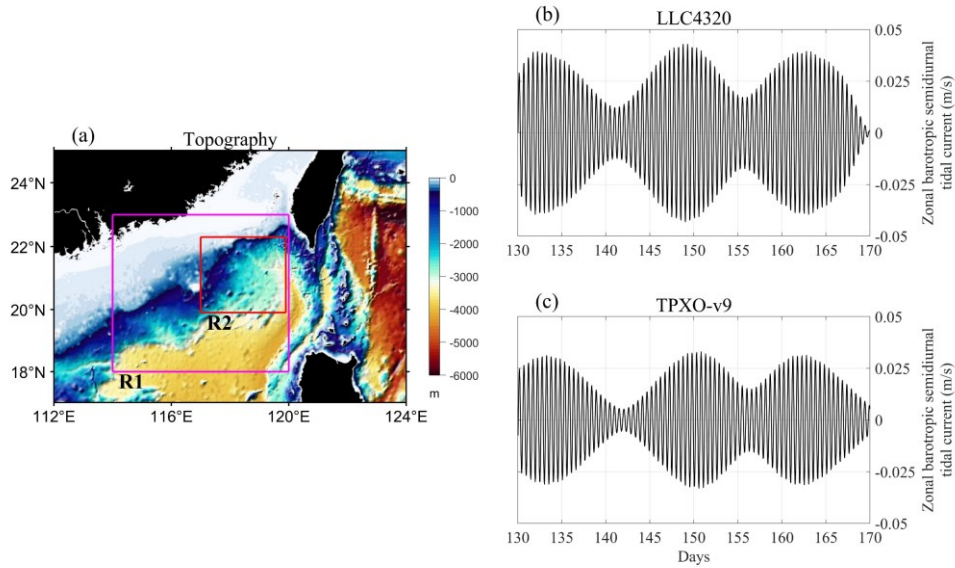 (a)
Topography
24°N
22°N
20°N
18°N
112°E
116°E
120°E
124°E
R1
R2
0
-1000
-2000
-3000
-4000
-5000
-6000
m
(b)
LLC4320
0.05
0.025
0
-0.025
-0.05
Zonal barotropic semidiurnal
tidal current (m/s)
130 135 140 145 150 155 160 165 170
(c)
TPXO-v9
0.05
0.025
0
-0.025
-0.05
Zonal barotropic semidiurnal
tidal current (m/s)
130 135 140 145 150 155 160 165 170
Days